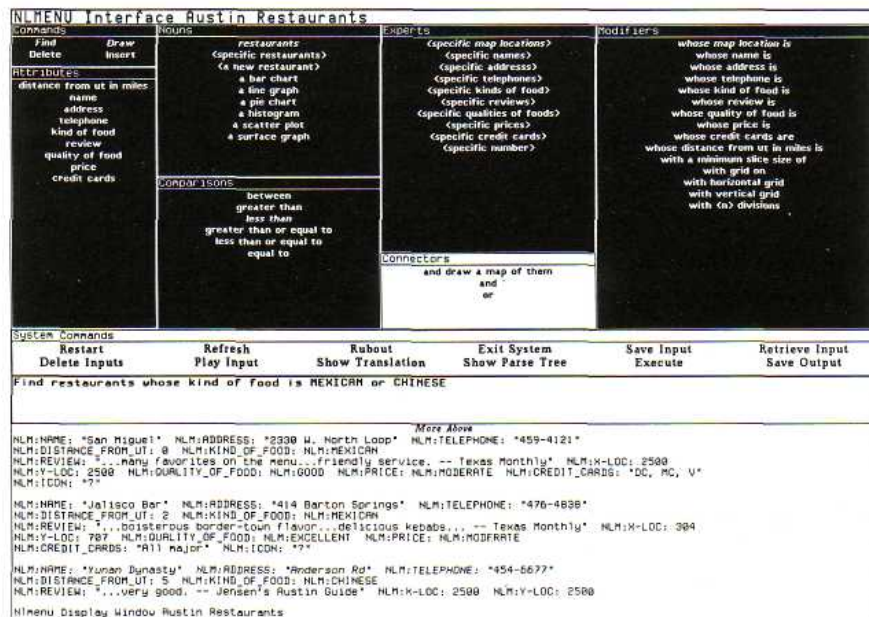 NLMENU Interface Austin Restaurants
Commands
Find Draw
Delete Insert
Attributes
distance from ut in miles
name
address
telephone
kind of food
review
quality of food
price
credit cards
Nouns
restaurants
<specific restaurants>
<a new restaurant>
a bar chart
a line graph
a pie chart
a histogram
a scatter plot
a surface graph
Comparisons
between
greater than
less than
greater than or equal to
less than or equal to
equal to
Experts
<specific map locations>
<specific names>
<specific addresss>
<specific telephones>
<specific kinds of food>
<specific reviews>
<specific qualities of foods>
<specific prices>
<specific credit cards>
<specific number>
Connectors
and draw a map of them
and
or
Modifiers
whose map location is
whose name is
whose address is
whose telephone is
whose kind of food is
whose review is
whose quality of food is
whose price is
whose credit cards are
whose distance from ut in miles is
with a minimum slice size of
with grid on
with horizontal grid
with vertical grid
with <n> divisions
System Commands
Restart Refresh Rubout Exit System Save Input Retrieve Input
Delete Inputs Play Input Show Translation Show Parse Tree Execute Save Output
Find restaurants whose kind of food is MEXICAN or CHINESE
More Above
NLM:NAME: "San Miguel" NLM:ADDRESS: "2330 W. North Loop" NLM:TELEPHONE: "459-4121"
NLM:DISTANCE_FROM_UT: 0 NLM:KIND_OF_FOOD: NLM:MEXICAN
NLM:REVIEW: "...many favorites on the menu...friendly service. -- Texas Monthly" NLM:X-LOC: 2500
NLM:Y-LOC: 2500 NLM:QUALITY_OF_FOOD: NLM:GOOD NLM:PRICE: NLM:MODERATE NLM:CREDIT_CARDS: "DC, MC, V"
NLM:ICON: "?"
NLM:NAME: "Jalisco Bar" NLM:ADDRESS: "414 Barton Springs" NLM:TELEPHONE: "476-4838"
NLM:DISTANCE_FROM_UT: 2 NLM:KIND_OF_FOOD: NLM:MEXICAN
NLM:REVIEW: "...boisterous border-town flavor...delicious kebabs... -- Texas Monthly" NLM:X-LOC: 304
NLM:Y-LOC: 707 NLM:QUALITY_OF_FOOD: NLM:EXCELLENT NLM:PRICE: NLM:MODERATE
NLM:CREDIT_CARDS: "All major" NLM:ICON: "?"
NLM:NAME: "Yunan Dynasty" NLM:ADDRESS: "Anderson Rd" NLM:TELEPHONE: "454-6677"
NLM:DISTANCE_FROM_UT: 5 NLM:KIND_OF_FOOD: NLM:CHINESE
NLM:REVIEW: "...very good. -- Jensen's Austin Guide" NLM:X-LOC: 2500 NLM:Y-LOC: 2500
Nlmenu Display Window Austin Restaurants